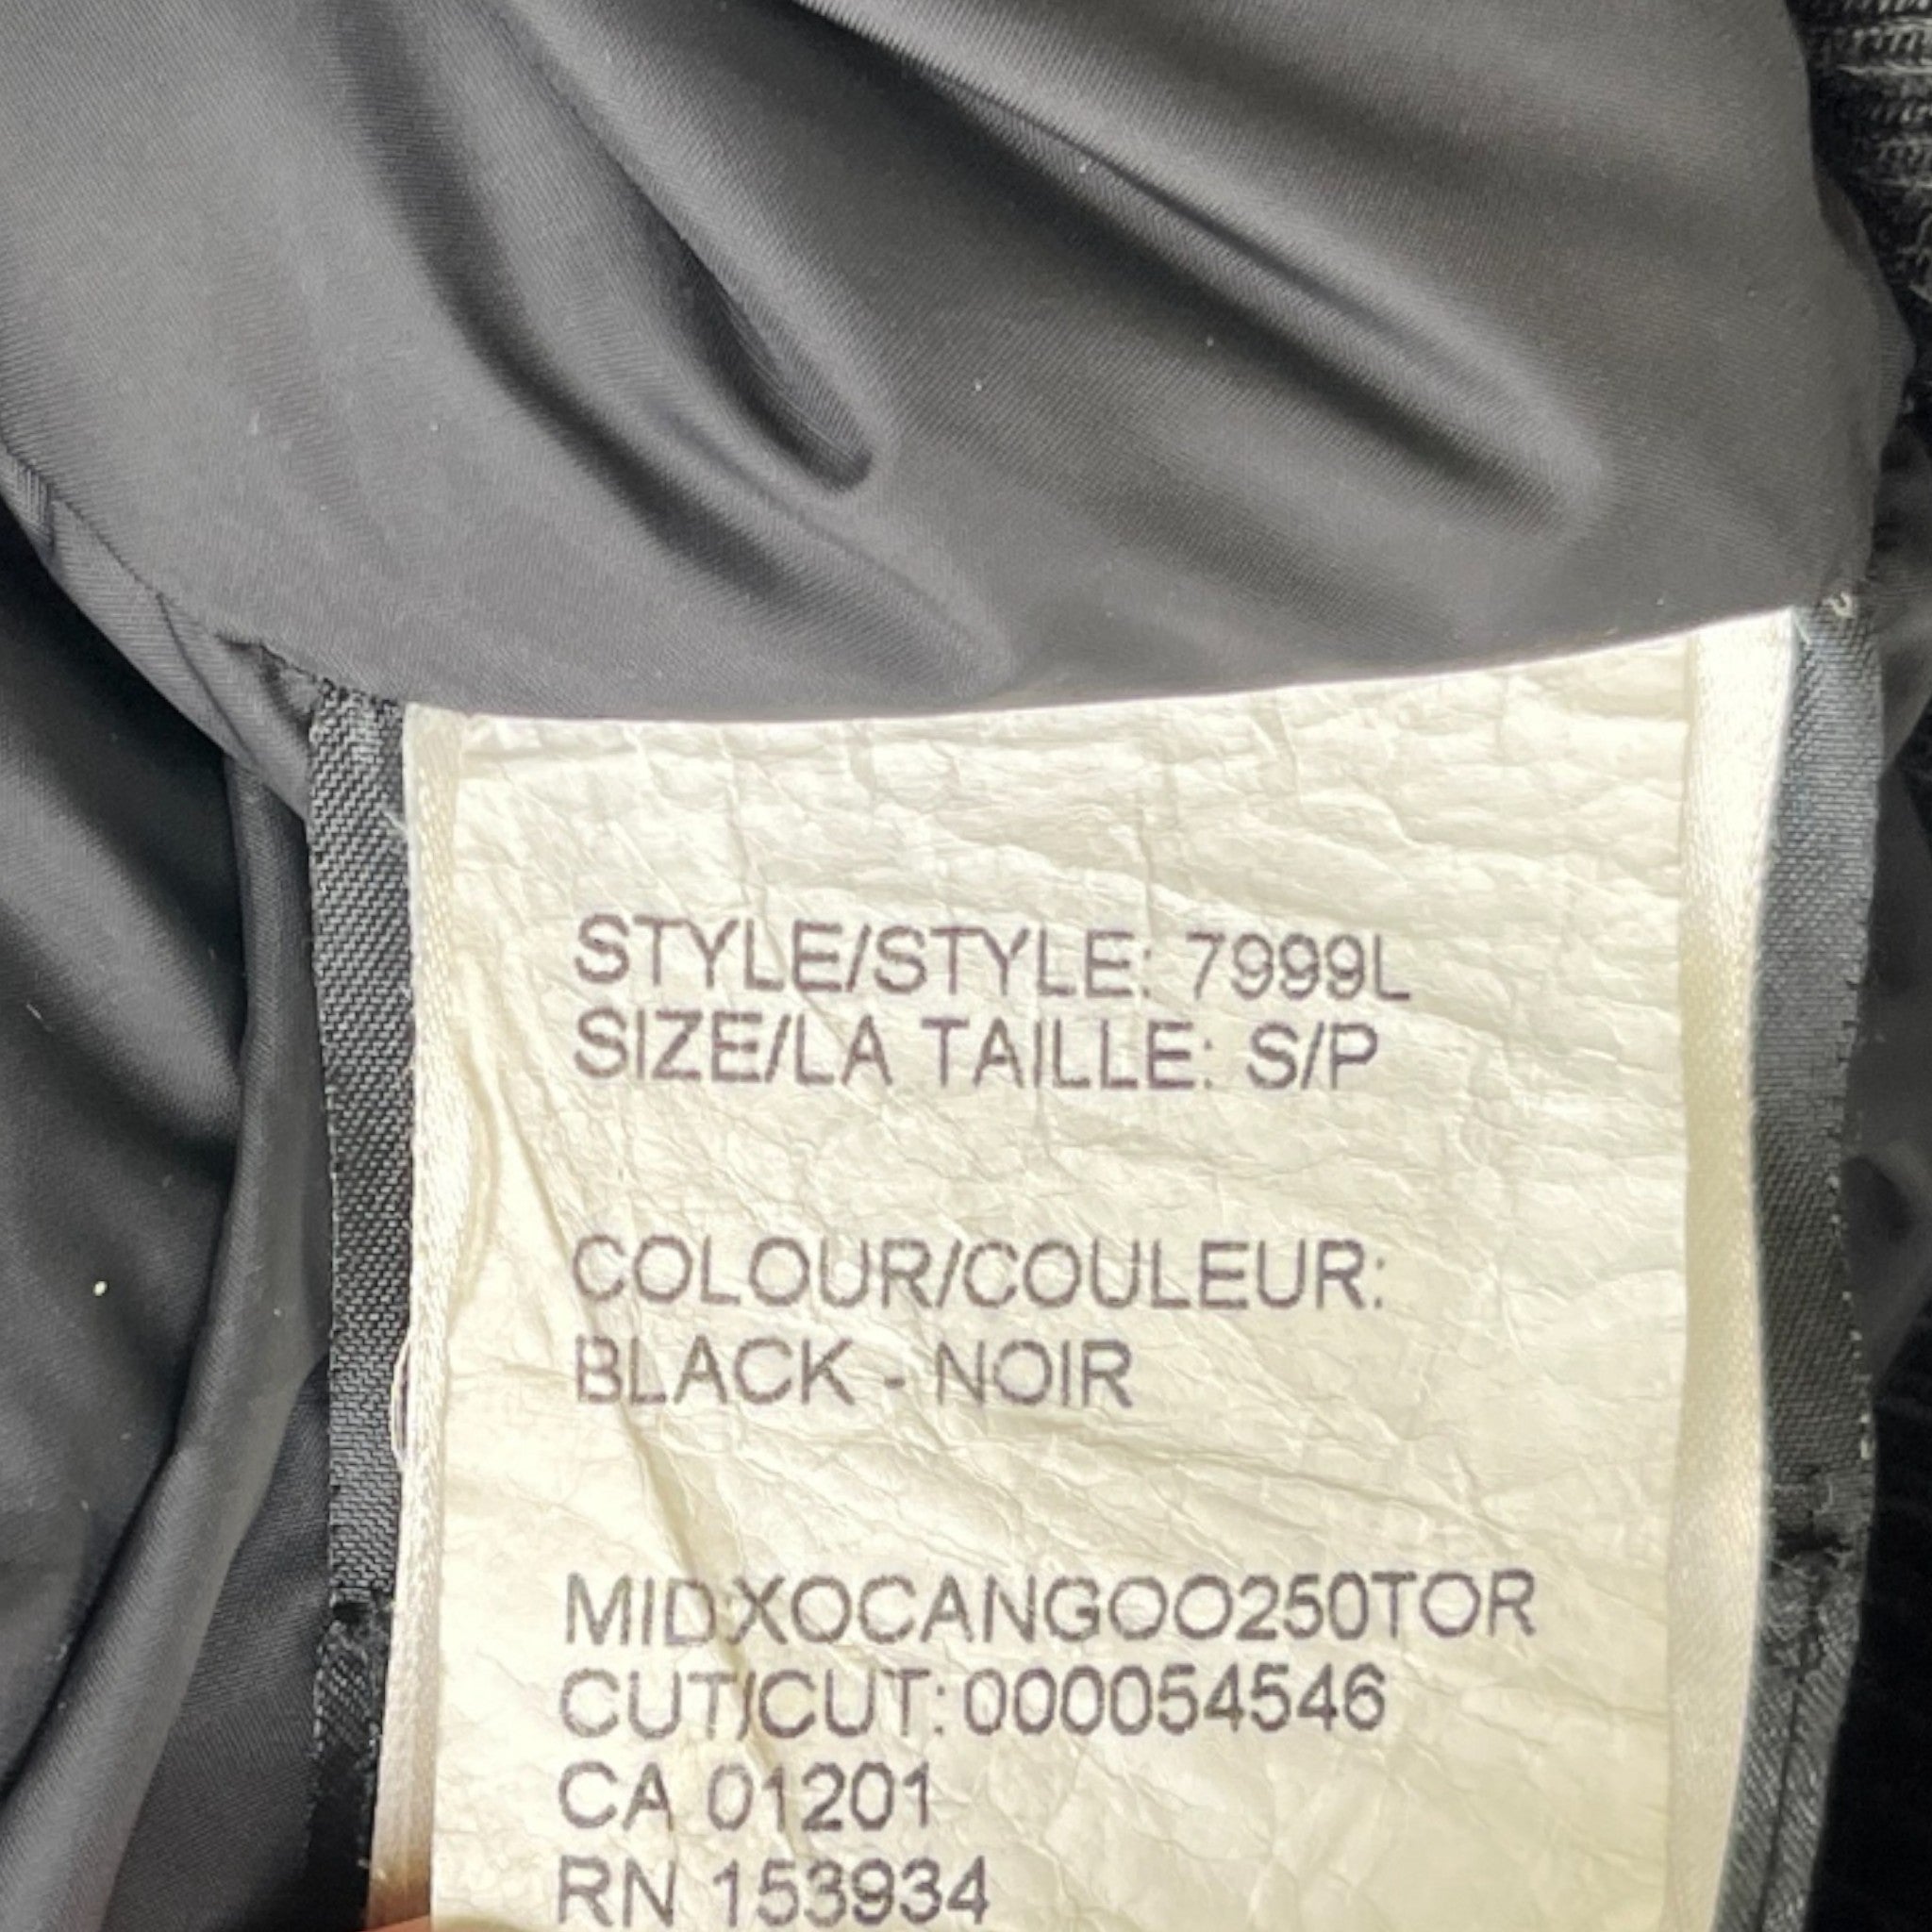 STYLE/STYLE: 7999L
SIZE/LA TAILLE: S/P
COLOUR/COULEUR:
BLACK - NOIR
MID:XOCANGOO250TOR
CUT/CUT:000054546
CA 01201
RN 153934